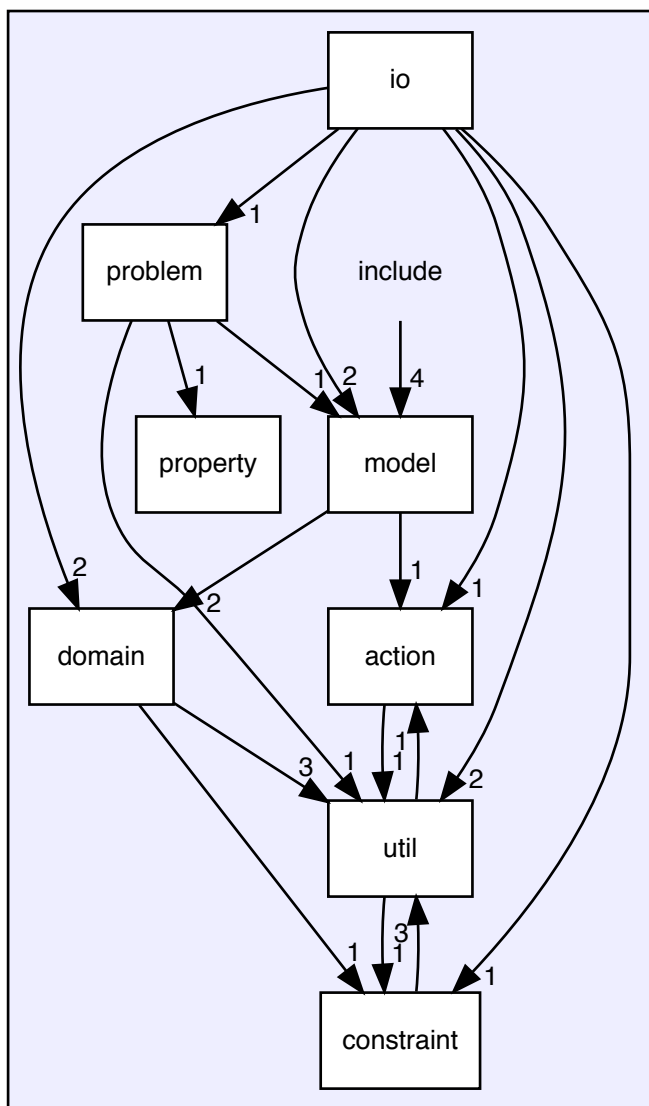 io
1
problem
include
1
1
2
4
property
model
2
2
1
1
domain
action
1
1
3
1
2
util
3
1
1
1
constraint